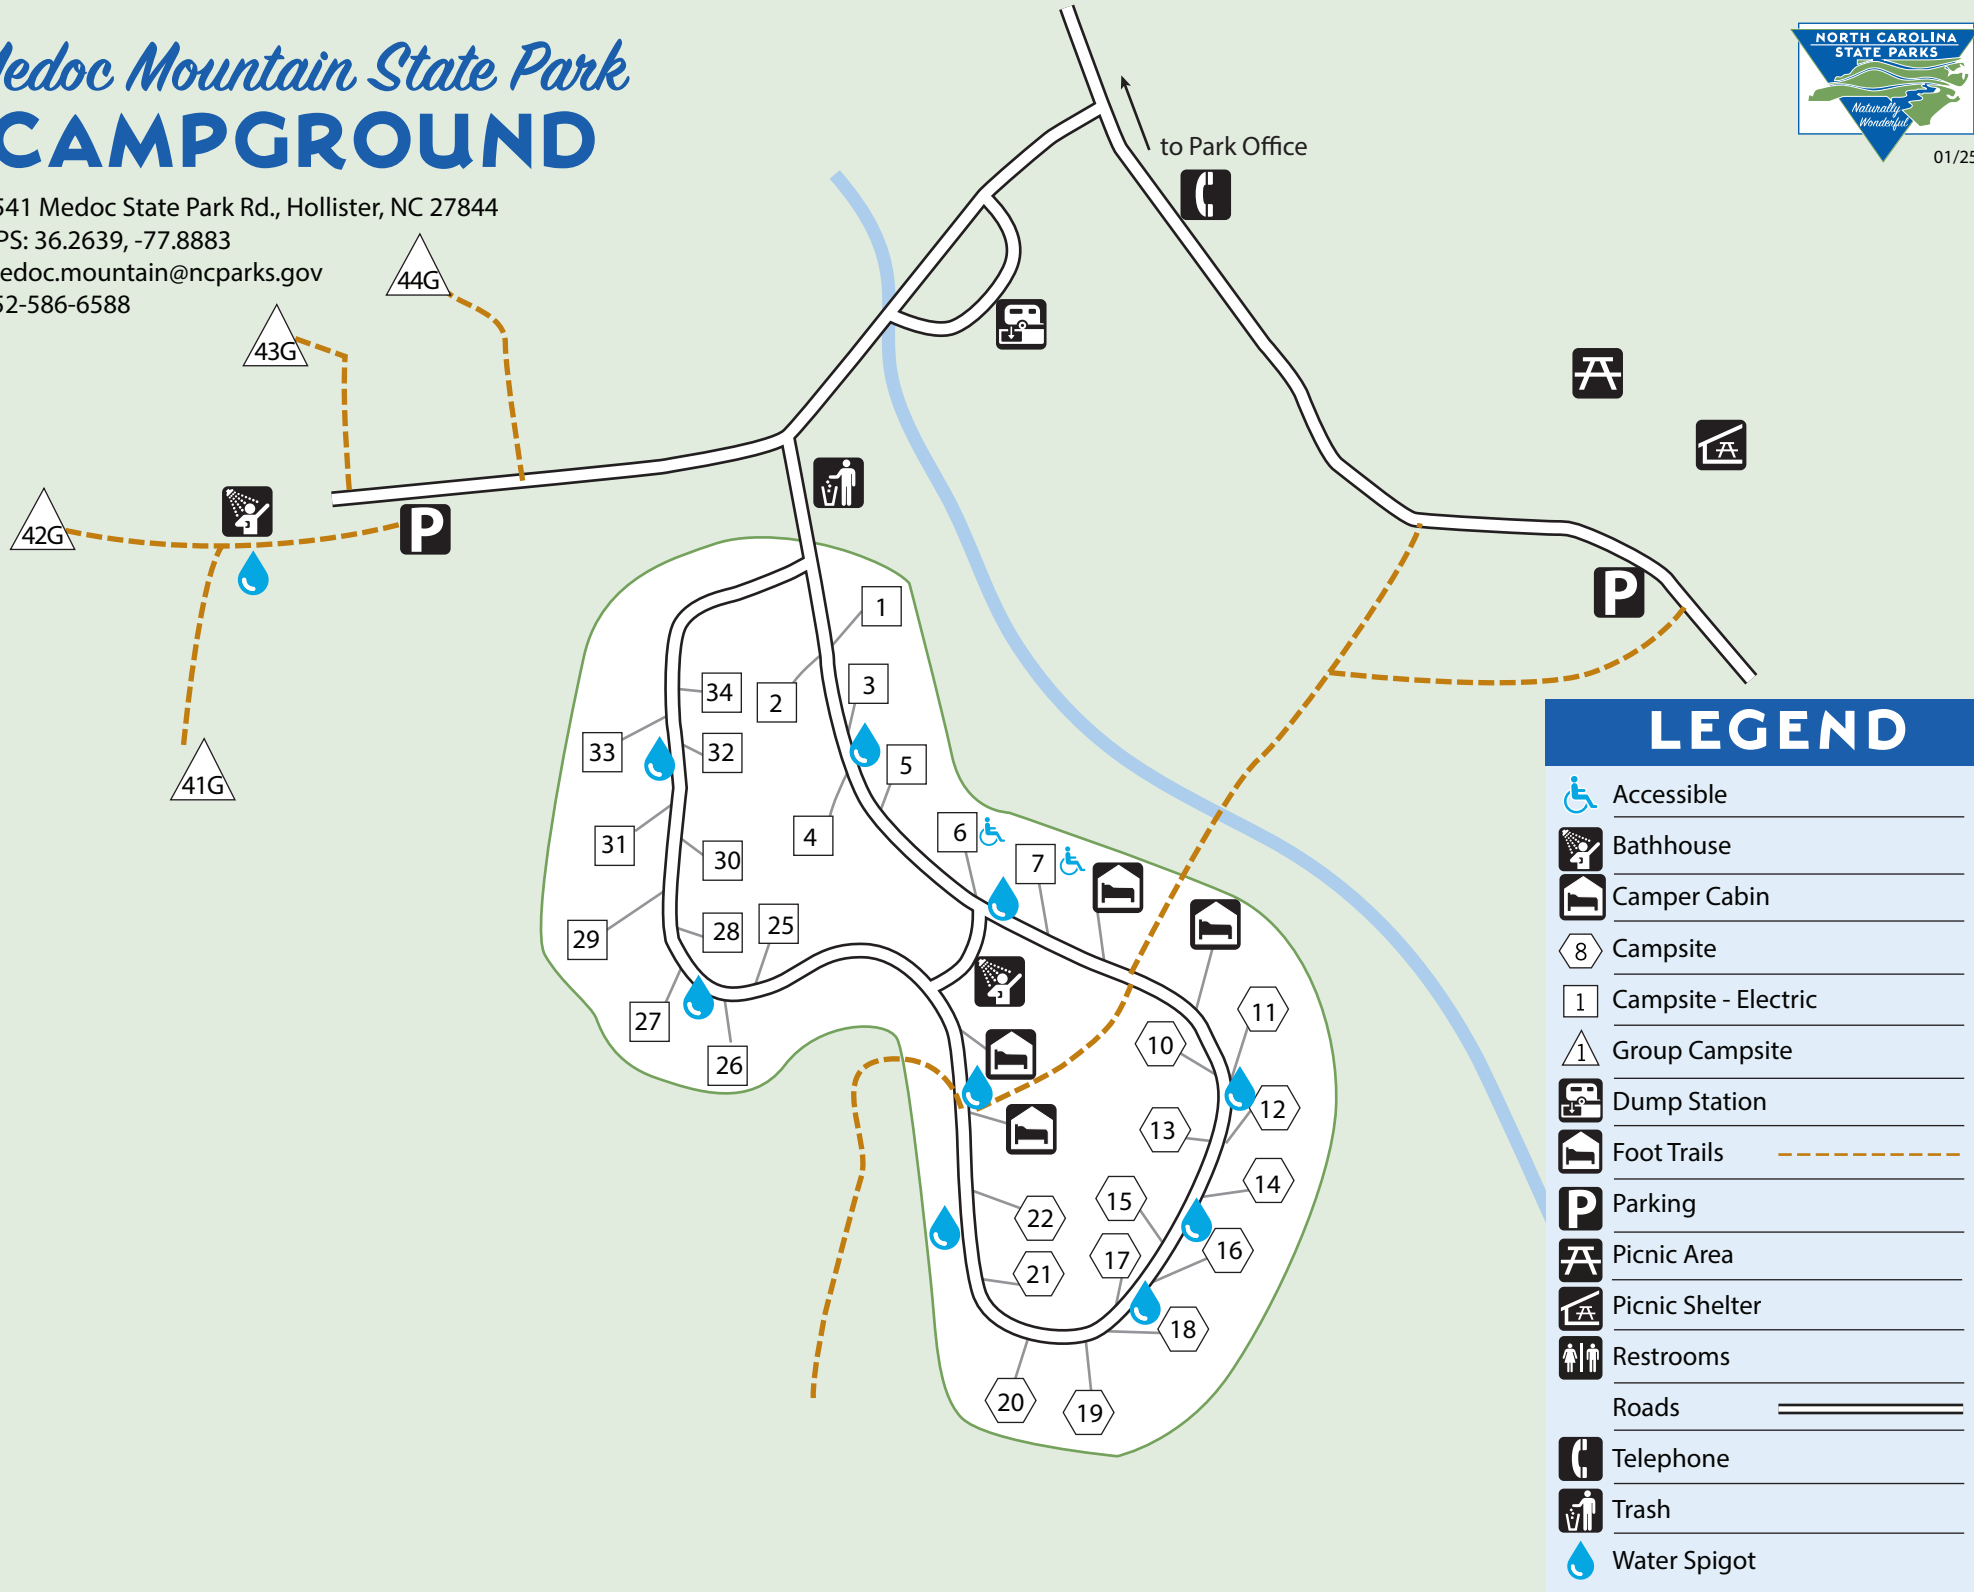 edoc Mountain State Park
CAMPGROUND
541 Medoc State Park Rd., Hollister, NC 27844
PS: 36.2639, -77.8883
edoc.mountain@ncparks.gov
52-586-6588
NORTH CAROLINA
STATE PARKS
Naturally
Wonderful
01/25
to Park Office
44G
43G
42G
41G
P
P
1
2
3
34
33
32
5
4
6
7
31
30
29
28
25
27
26
11
10
12
13
14
15
22
16
17
21
18
20
19
LEGEND
Accessible
Bathhouse
Camper Cabin
8 Campsite
1 Campsite - Electric
1 Group Campsite
Dump Station
Foot Trails
P Parking
Picnic Area
Picnic Shelter
Restrooms
Roads
Telephone
Trash
Water Spigot